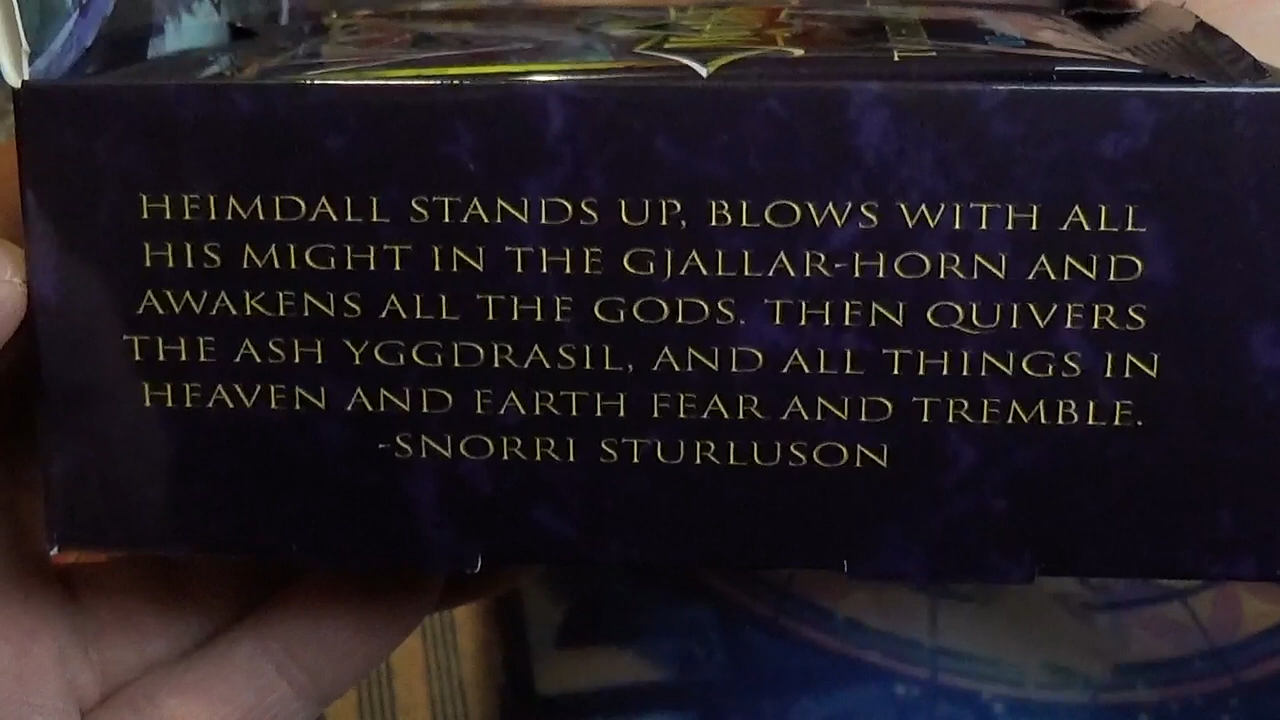 HEIMDALL STANDS UP, BLOWS WITH ALL
HIS MIGHT IN THE GJALLAR-HORN AND
AWAKENS ALL THE GODS. THEN QUIVERS
THE ASH YGGDRASIL, AND ALL THINGS IN
HEAVEN AND EARTH FEAR AND TREMBLE.
-SNORRI STURLUSON